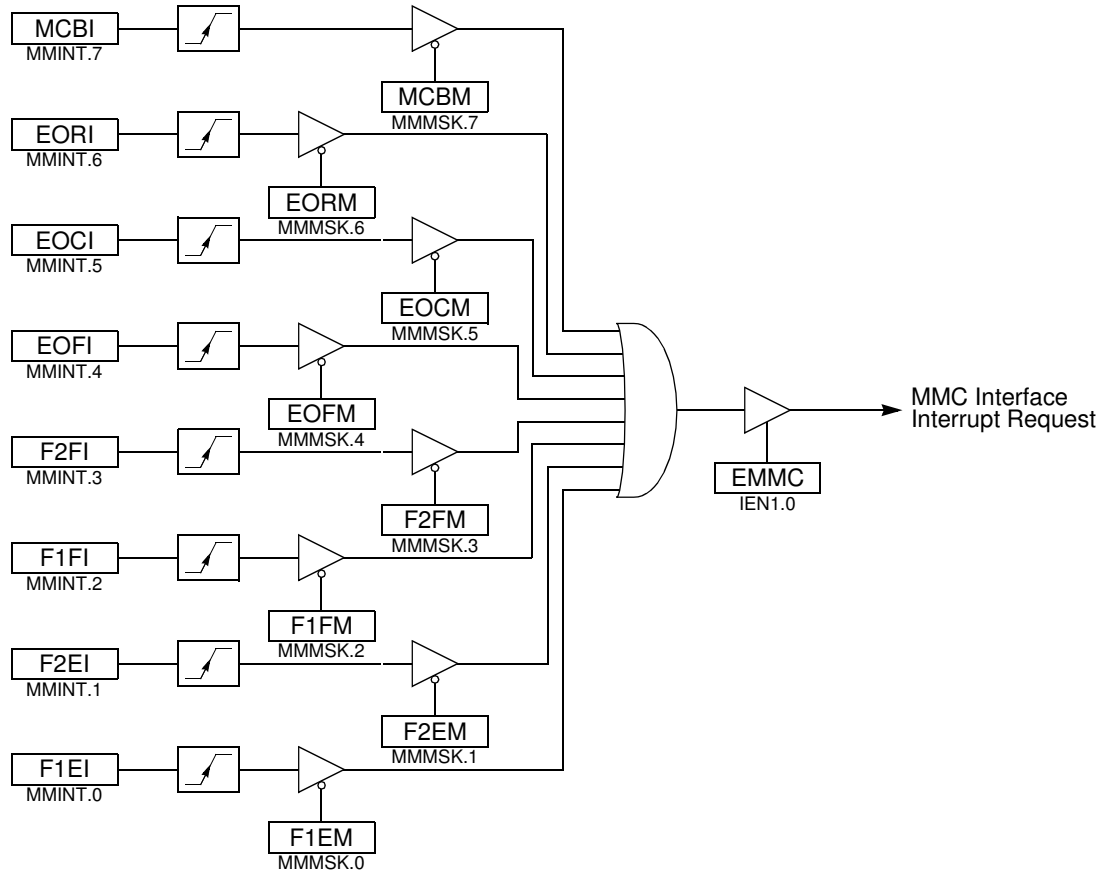 MCBI
MMINT.7
MCBM
MMMSK.7
EORI
MMINT.6
EORM
MMMSK.6
EOCI
MMINT.5
EOCM
MMMSK.5
EOFI
MMINT.4
EOFM
MMMSK.4
F2FI
MMINT.3
F2FM
MMMSK.3
F1FI
MMINT.2
F1FM
MMMSK.2
F2EI
MMINT.1
F2EM
MMMSK.1
F1EI
MMINT.0
F1EM
MMMSK.0
EMMC
IEN1.0
MMC Interface
Interrupt Request